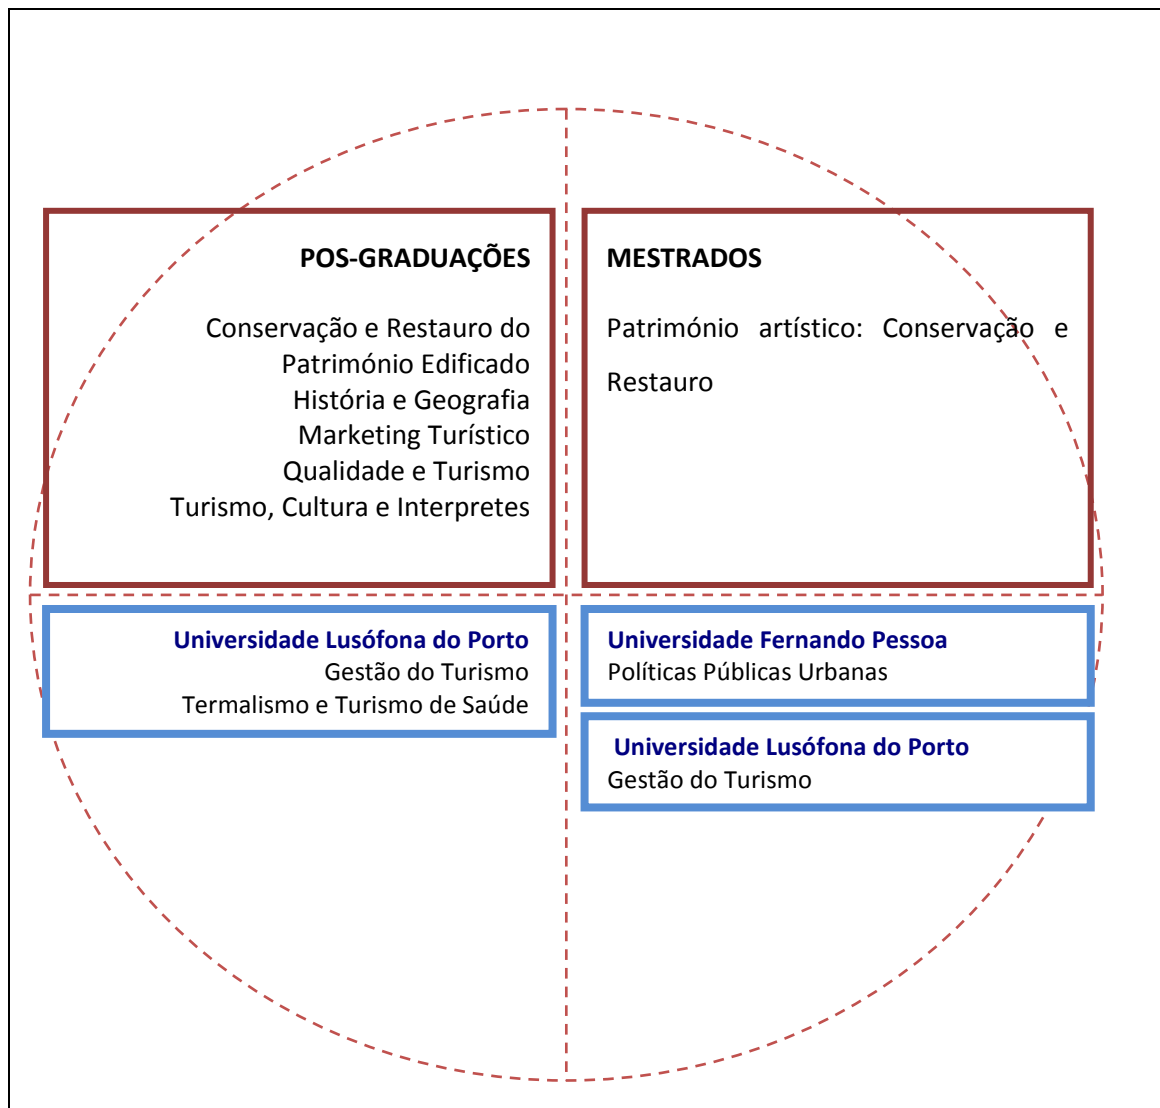 POS-GRADUAÇÕES
Conservação e Restauro do
Património Edificado
História e Geografia
Marketing Turístico
Qualidade e Turismo
Turismo, Cultura e Interpretes
MESTRADOS
Património artístico: Conservação e
Restauro
Universidade Lusófona do Porto
Gestão do Turismo
Termalismo e Turismo de Saúde
Universidade Fernando Pessoa
Políticas Públicas Urbanas
Universidade Lusófona do Porto
Gestão do Turismo